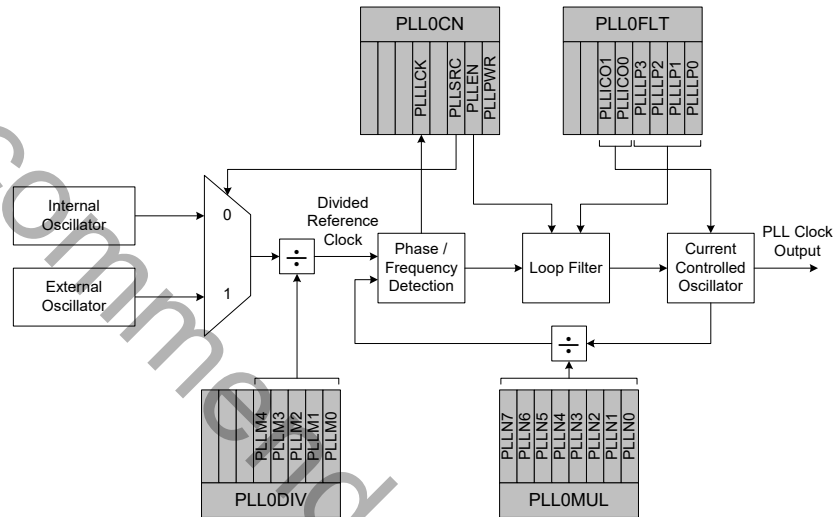 PLL0CN
PLLLCK
PLLSRC
PLLEN
PLLPWR
PLL0FLT
PLLICO1
PLLICO0
PLLLP3
PLLLP2
PLLLP1
PLLLP0
Internal
Oscillator
External
Oscillator
0
1
÷
Divided
Reference
Clock
Phase /
Frequency
Detection
Loop Filter
Current
Controlled
Oscillator
PLL Clock
Output
÷
PLLM4
PLLM3
PLLM2
PLLM1
PLLM0
PLL0DIV
PLLN7
PLLN6
PLLN5
PLLN4
PLLN3
PLLN2
PLLN1
PLLN0
PLL0MUL
commend